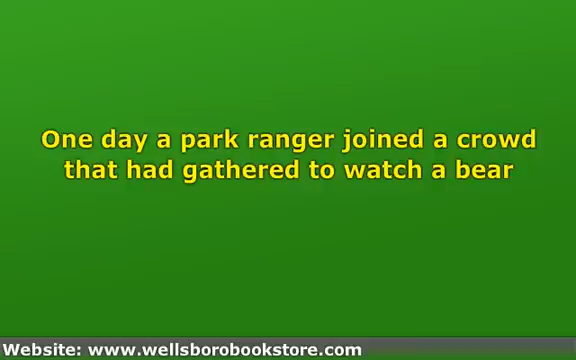 One day a park ranger joined a crowd
that had gathered to watch a bear
Website: www.wellsborobookstore.com